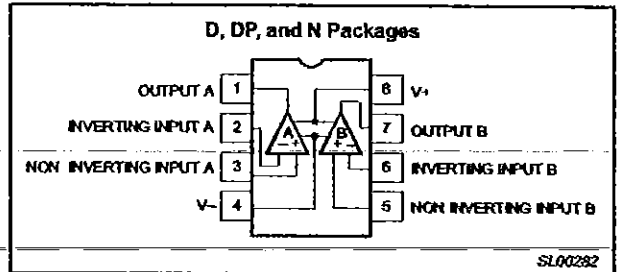 D, DP, and N Packages
OUTPUT A 1
INVERTING INPUT A 2
NON INVERTING INPUT A 3
V– 4
8 V+
7 OUTPUT B
6 INVERTING INPUT B
5 NON INVERTING INPUT B
A
– +
B
+ –
SL00282